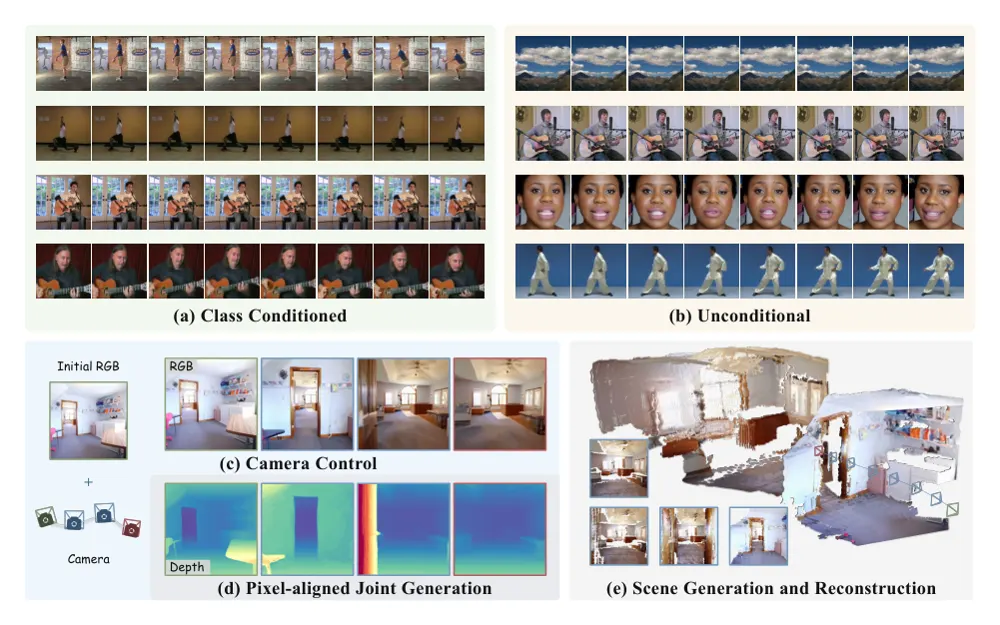 (a) Class Conditioned
(b) Unconditional
Initial RGB
RGB
(c) Camera Control
+
Camera
Depth
(d) Pixel-aligned Joint Generation
(e) Scene Generation and Reconstruction